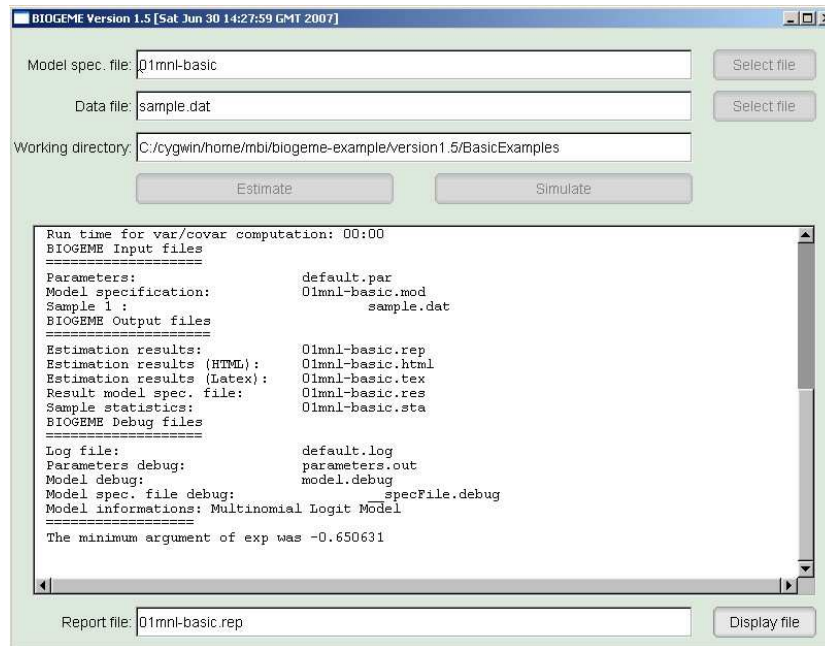 BIOGEME Version 1.5 [Sat Jun 30 14:27:59 GMT 2007]
Model spec. file: 01mnl-basic Select file
Data file: sample.dat Select file
Working directory: C:/cygwin/home/mbi/biogeme-example/version1.5/BasicExamples
Estimate Simulate
Run time for var/covar computation: 00:00
BIOGEME Input files
===================
Parameters: default.par
Model specification: 01mnl-basic.mod
Sample 1 : sample.dat
BIOGEME Output files
====================
Estimation results: 01mnl-basic.rep
Estimation results (HTML): 01mnl-basic.html
Estimation results (Latex): 01mnl-basic.tex
Result model spec. file: 01mnl-basic.res
Sample statistics: 01mnl-basic.sta
BIOGEME Debug files
===================
Log file: default.log
Parameters debug: parameters.out
Model debug: model.debug
Model spec. file debug: __specFile.debug
Model informations: Multinomial Logit Model
==================
The minimum argument of exp was -0.650631
Report file: 01mnl-basic.rep Display file